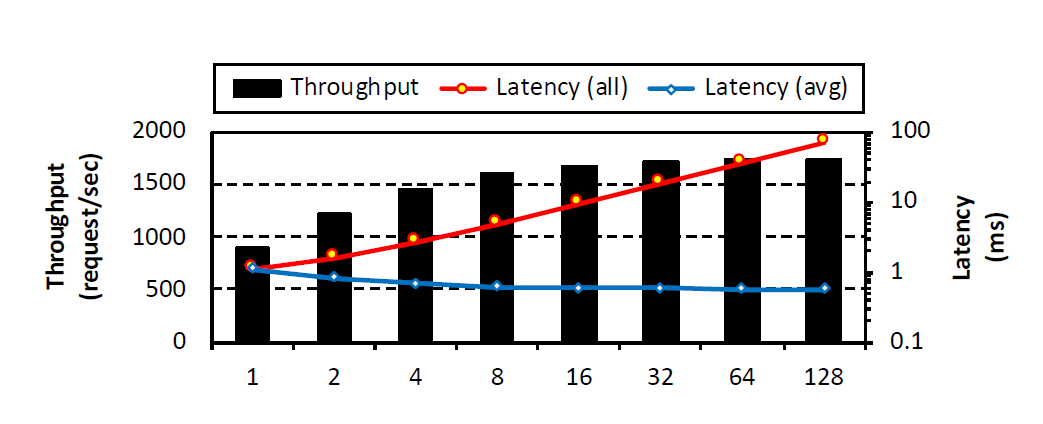 Throughput Latency (all) Latency (avg)
2000
1500
1000
500
0
Throughput
(request/sec)
100
10
1
0.1
Latency
(ms)
1 2 4 8 16 32 64 128